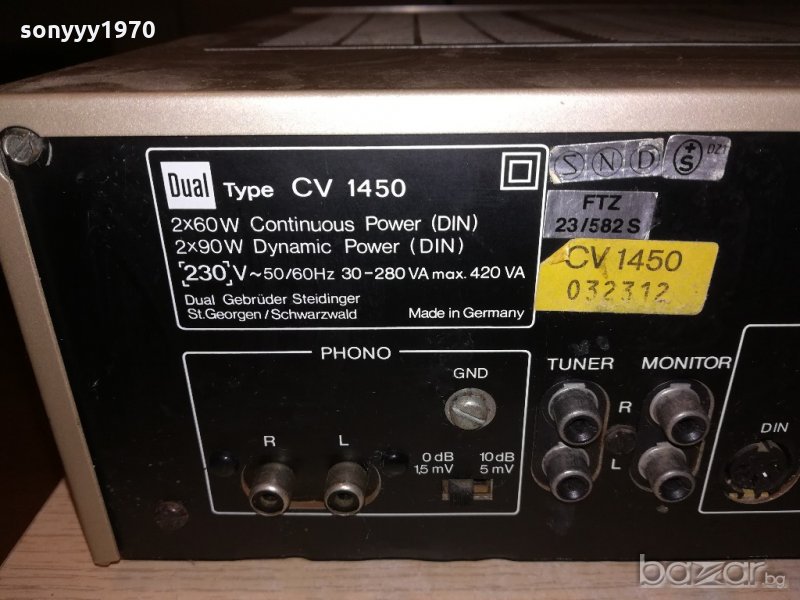 sonyyy1970
Dual Type CV 1450
2x60W Continuous Power (DIN)
2x90W Dynamic Power (DIN)
[230] V~50/60Hz 30-280 VA max. 420 VA
Dual Gebrüder Steidinger
St.Georgen/Schwarzwald Made in Germany
S N D +S DZ1
FTZ
23/582 S
CV 1450
032312
PHONO
GND
R L
0 dB 10 dB
1,5 mV 5 mV
TUNER MONITOR
R
L
DIN
bazar.bg